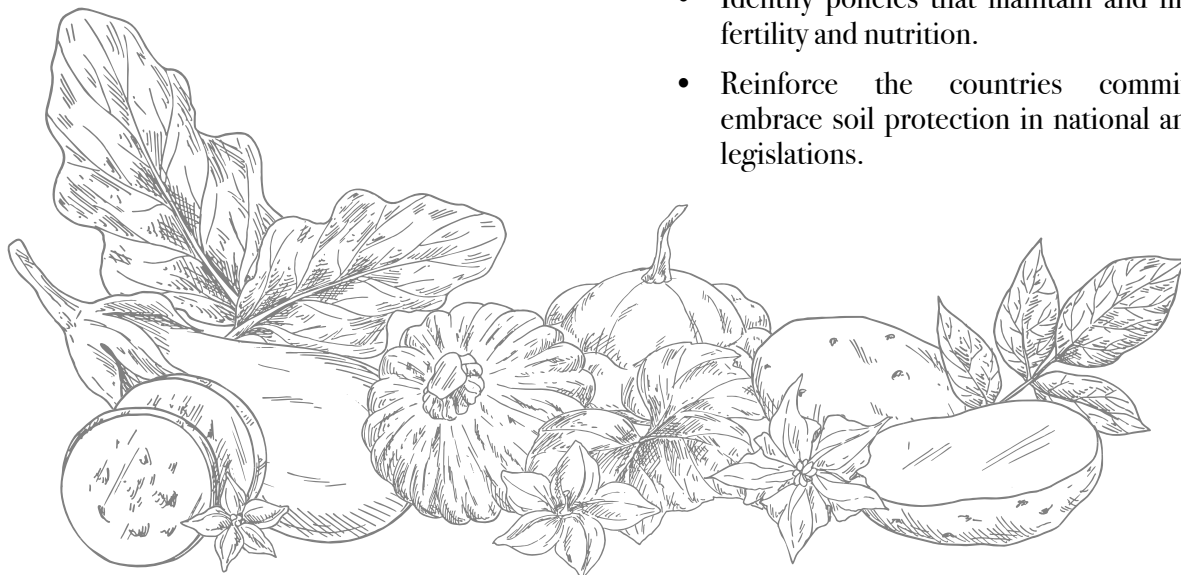 • Identify policies that maintain and
fertility and nutrition.
• Reinforce the countries
embrace soil protection in national
legislations.